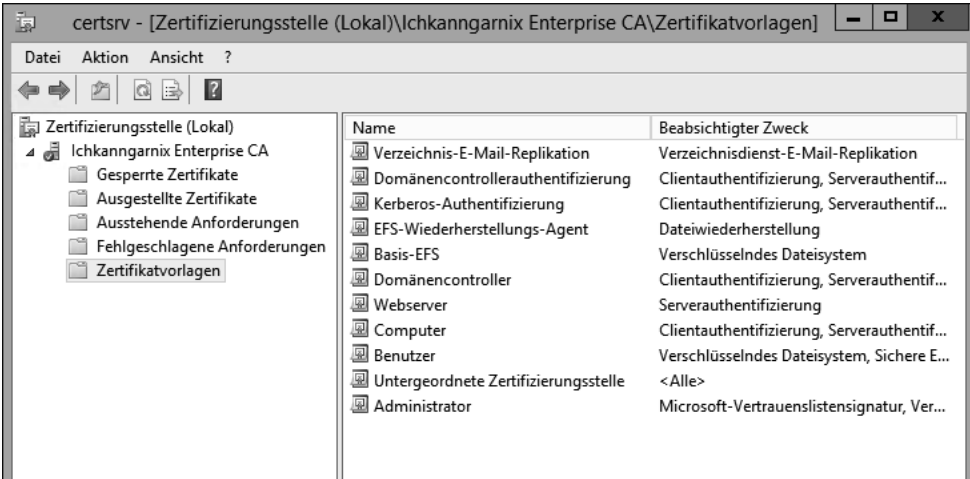 certsrv - [Zertifizierungsstelle (Lokal)\Ichkanngarnix Enterprise CA\Zertifikatvorlagen]
Datei Aktion Ansicht ?
Zertifizierungsstelle (Lokal)
Ichkanngarnix Enterprise CA
Gesperrte Zertifikate
Ausgestellte Zertifikate
Ausstehende Anforderungen
Fehlgeschlagene Anforderungen
Zertifikatvorlagen
Name Beabsichtigter Zweck
Verzeichnis-E-Mail-Replikation Verzeichnisdienst-E-Mail-Replikation
Domänencontrollerauthentifizierung Clientauthentifizierung, Serverauthentif...
Kerberos-Authentifizierung Clientauthentifizierung, Serverauthentif...
EFS-Wiederherstellungs-Agent Dateiwiederherstellung
Basis-EFS Verschlüsselndes Dateisystem
Domänencontroller Clientauthentifizierung, Serverauthentif...
Webserver Serverauthentifizierung
Computer Clientauthentifizierung, Serverauthentif...
Benutzer Verschlüsselndes Dateisystem, Sichere E...
Untergeordnete Zertifizierungsstelle <Alle>
Administrator Microsoft-Vertrauenslistensignatur, Ver...